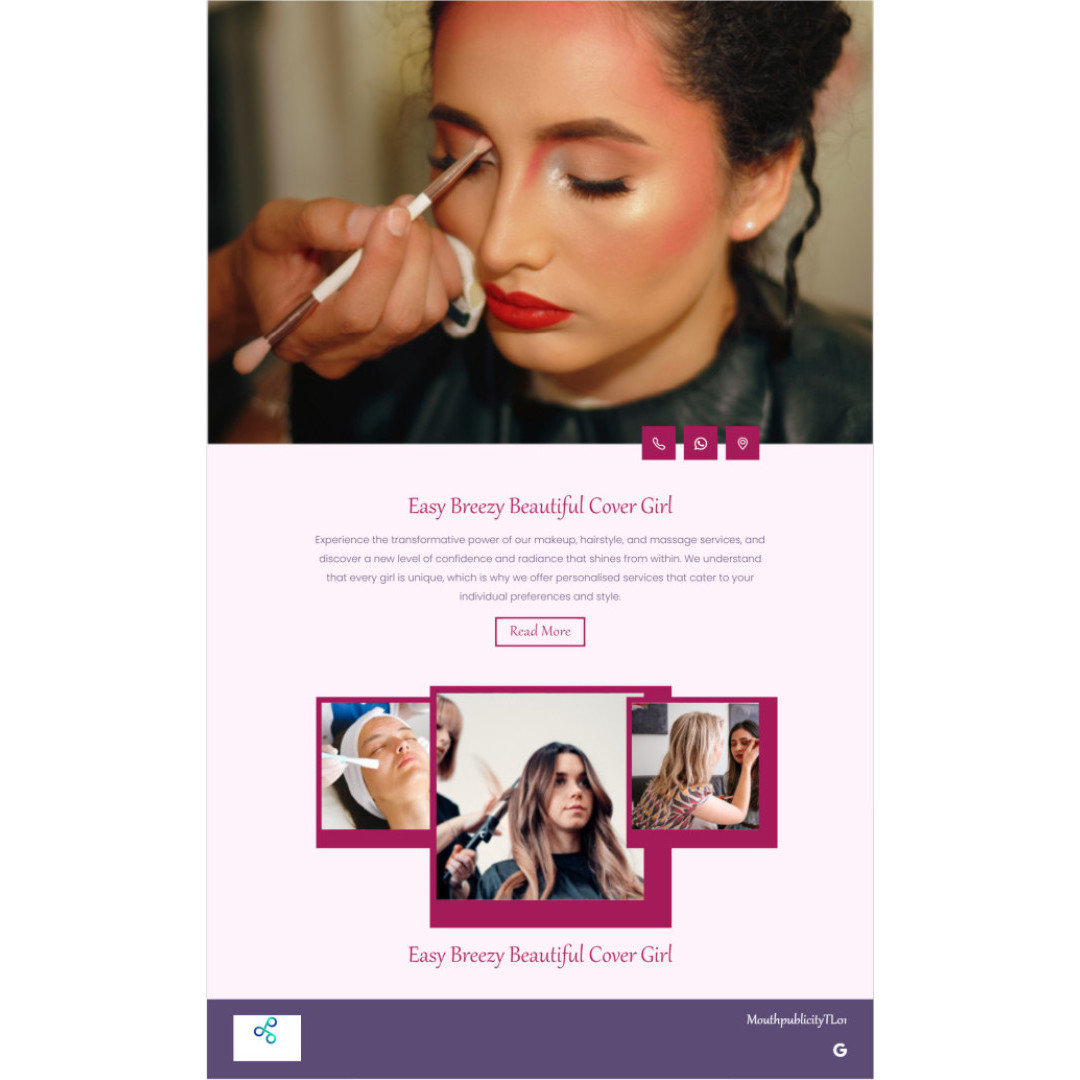 Easy Breezy Beautiful Cover Girl
Experience the transformative power of our makeup, hairstyle, and massage services, and
discover a new level of confidence and radiance that shines from within. We understand
that every girl is unique, which is why we offer personalised services that cater to your
individual preferences and style.
Read More
Easy Breezy Beautiful Cover Girl
MouthpublicityTL01
G